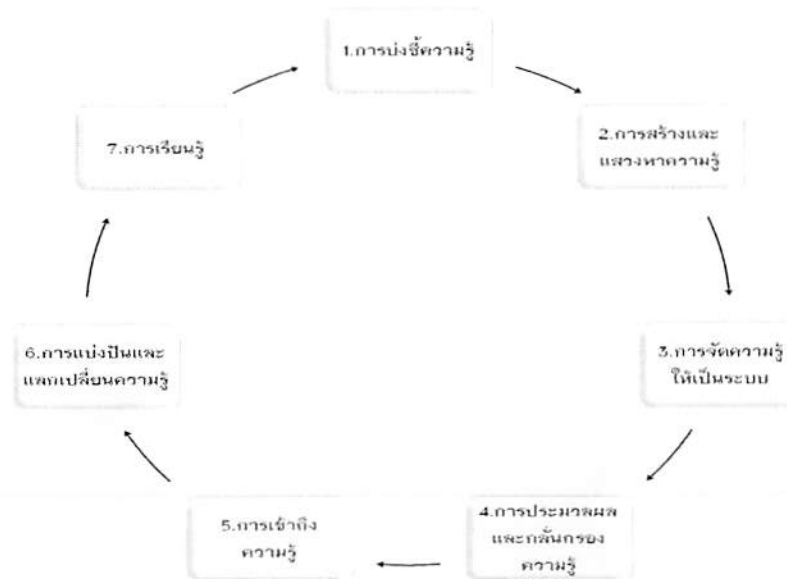 1.การบ่งชี้ความรู้
2.การสร้างและ
แสวงหาความรู้
3.การจัดความรู้
ให้เป็นระบบ
4.การประมวลผล
และกลั่นกรอง
ความรู้
5.การเข้าถึง
ความรู้
6.การแบ่งปันและ
แลกเปลี่ยนความรู้
7.การเรียนรู้